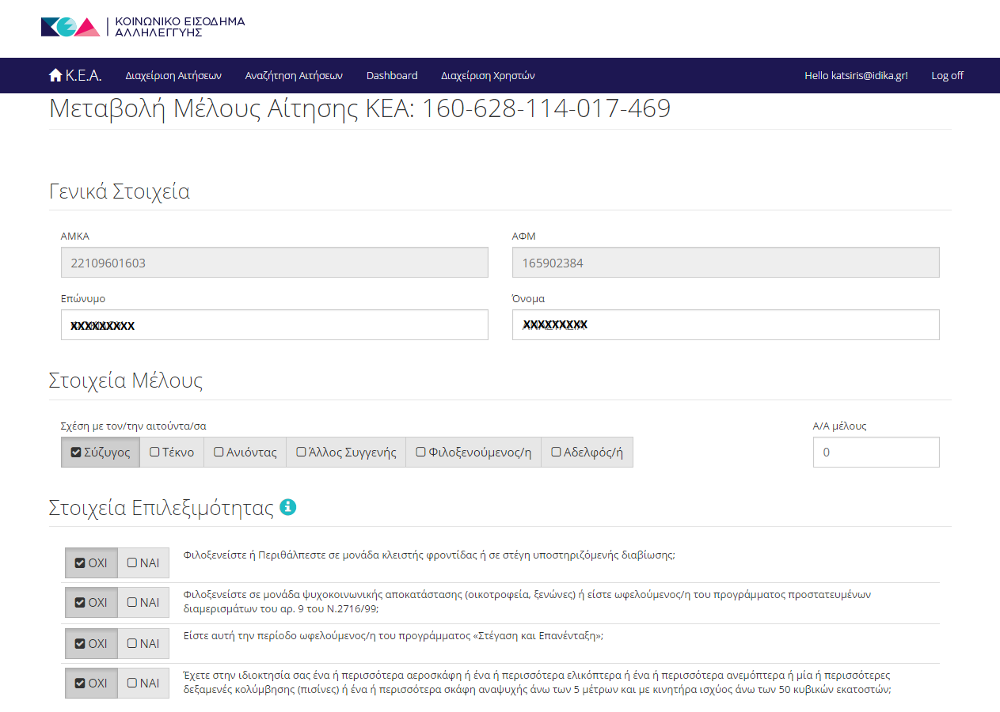 ΚΕΑ ΚΟΙΝΩΝΙΚΟ ΕΙΣΟΔΗΜΑ
ΑΛΛΗΛΕΓΓΥΗΣ
Κ.Ε.Α. Διαχείριση Αιτήσεων Αναζήτηση Αιτήσεων Dashboard Διαχείριση Χρηστών Hello katsiris@idika.gr! Log off
Μεταβολή Μέλους Αίτησης ΚΕΑ: 160-628-114-017-469
Γενικά Στοιχεία
ΑΜΚΑ ΑΦΜ
22109601603 165902384
Επώνυμο Όνομα
XXXXXXXXX XXXXXXXXX
Στοιχεία Μέλους
Σχέση με τον/την αιτούντα/σα Α/Α μέλους
Σύζυγος Τέκνο Ανιόντας Άλλος Συγγενής Φιλοξενούμενος/η Αδελφός/ή 0
Στοιχεία Επιλεξιμότητας
ΟΧΙ ΝΑΙ Φιλοξενείστε ή Περιθάλπεστε σε μονάδα κλειστής φροντίδας ή σε στέγη υποστηριζόμενής διαβίωσης;
ΟΧΙ ΝΑΙ Φιλοξενείστε σε μονάδα ψυχοκοινωνικής αποκατάστασης (οικοτροφεία, ξενώνες) ή είστε ωφελούμενος/η του προγράμματος προστατευμένων
διαμερισμάτων του αρ. 9 του Ν.2716/99;
ΟΧΙ ΝΑΙ Είστε αυτή την περίοδο ωφελούμενος/η του προγράμματος «Στέγαση και Επανένταξη»;
ΟΧΙ ΝΑΙ Έχετε στην ιδιοκτησία σας ένα ή περισσότερα αεροσκάφη ή ένα ή περισσότερα ελικόπτερα ή ένα ή περισσότερα ανεμόπτερα ή μία ή περισσότερες
δεξαμενές κολύμβησης (πισίνες) ή ένα ή περισσότερα σκάφη αναψυχής άνω των 5 μέτρων και με κινητήρα ισχύος άνω των 50 κυβικών εκατοστών;